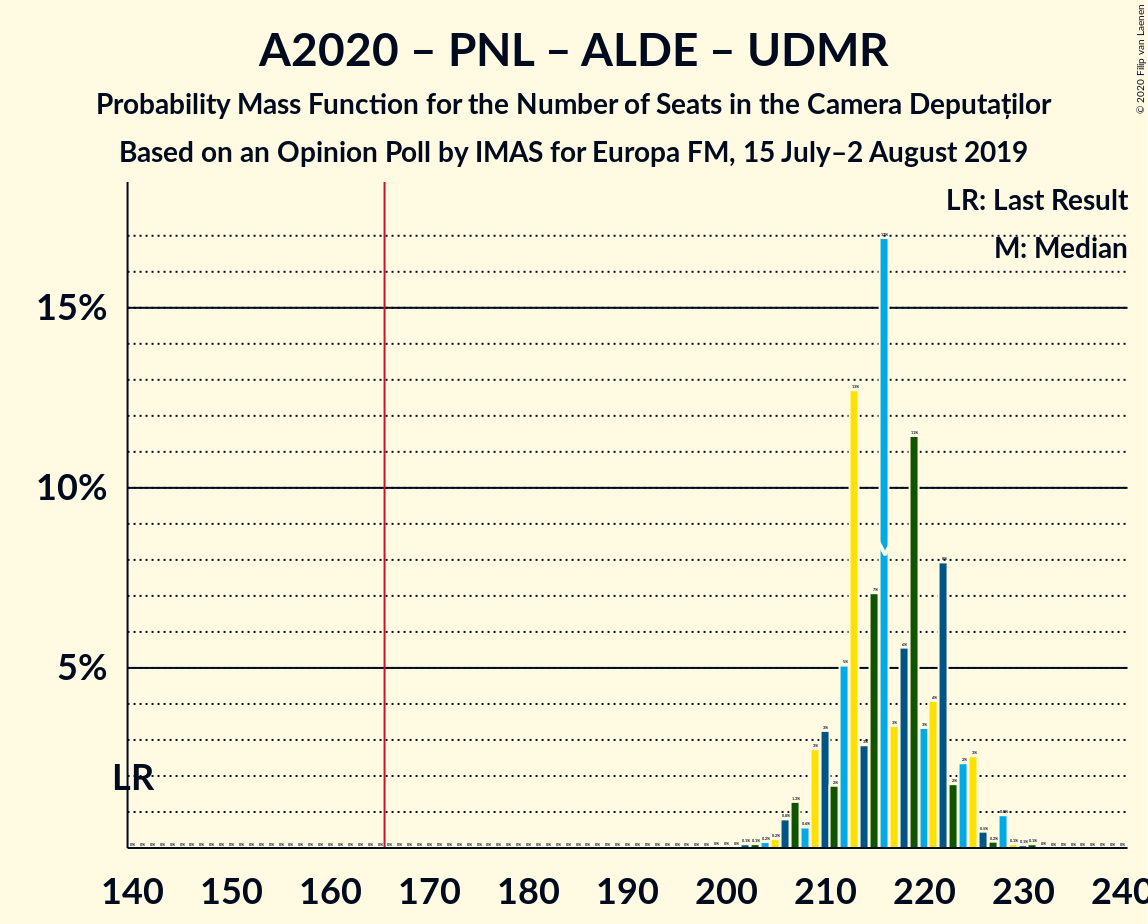 A2020 – PNL – ALDE – UDMR
Probability Mass Function for the Number of Seats in the Camera Deputaților
Based on an Opinion Poll by IMAS for Europa FM, 15 July–2 August 2019
© 2020 Filip van Laenen
LR: Last Result
M: Median
15%
10%
5%
LR
140 150 160 170 180 190 200 210 220 230 240